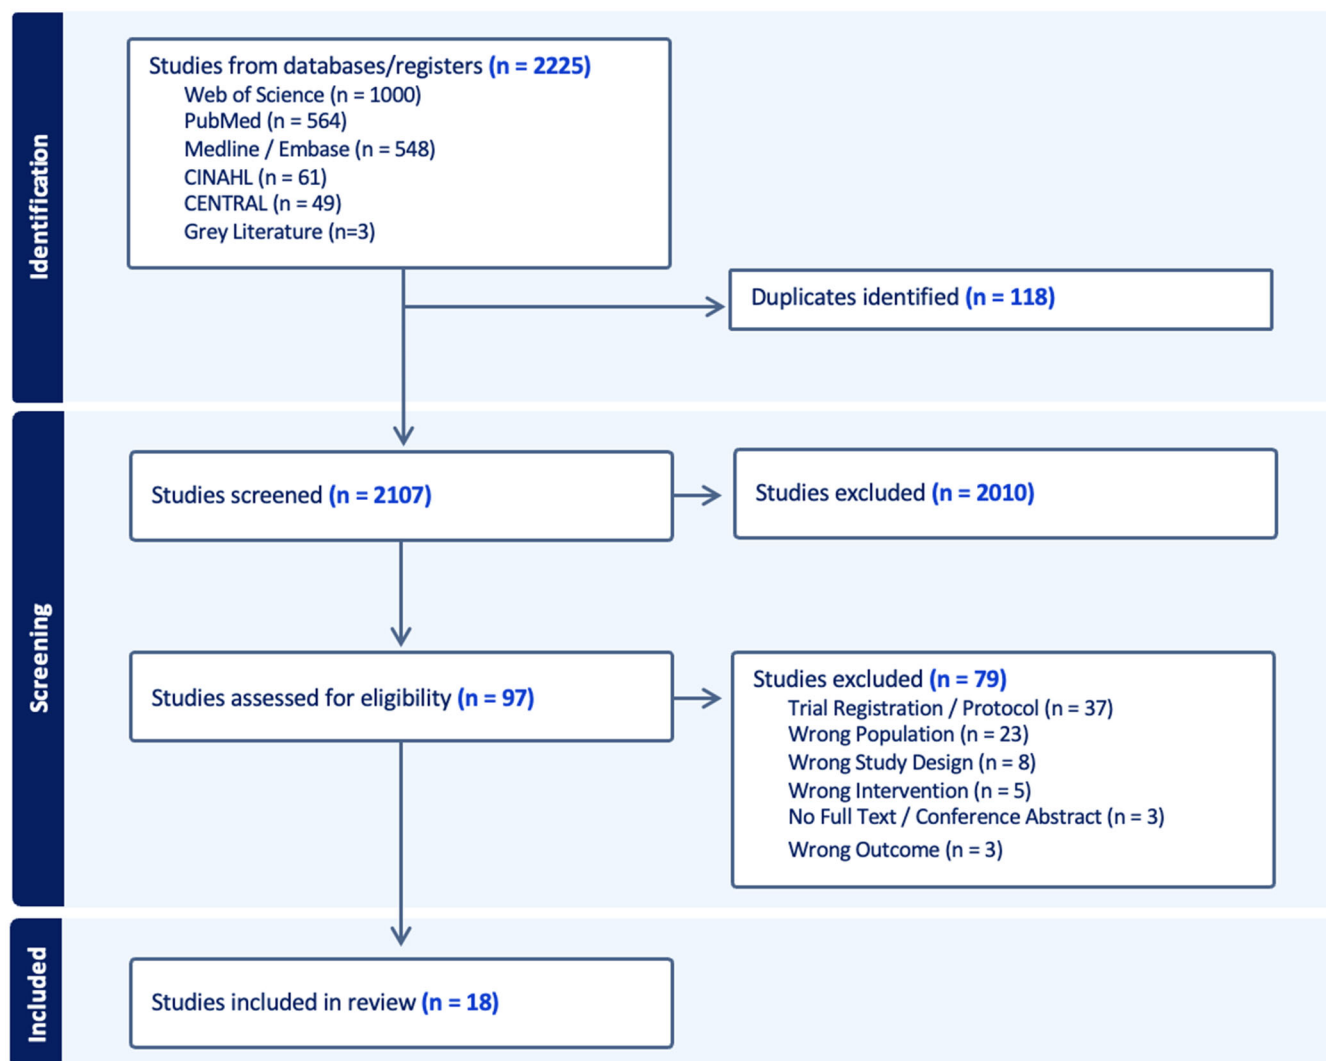 Identification
Studies from databases/registers (n = 2225)
Web of Science (n = 1000)
PubMed (n = 564)
Medline / Embase (n = 548)
CINAHL (n = 61)
CENTRAL (n = 49)
Grey Literature (n=3)
Duplicates identified (n = 118)
Screening
Studies screened (n = 2107)
Studies excluded (n = 2010)
Studies assessed for eligibility (n = 97)
Studies excluded (n = 79)
Trial Registration / Protocol (n = 37)
Wrong Population (n = 23)
Wrong Study Design (n = 8)
Wrong Intervention (n = 5)
No Full Text / Conference Abstract (n = 3)
Wrong Outcome (n = 3)
Included
Studies included in review (n = 18)